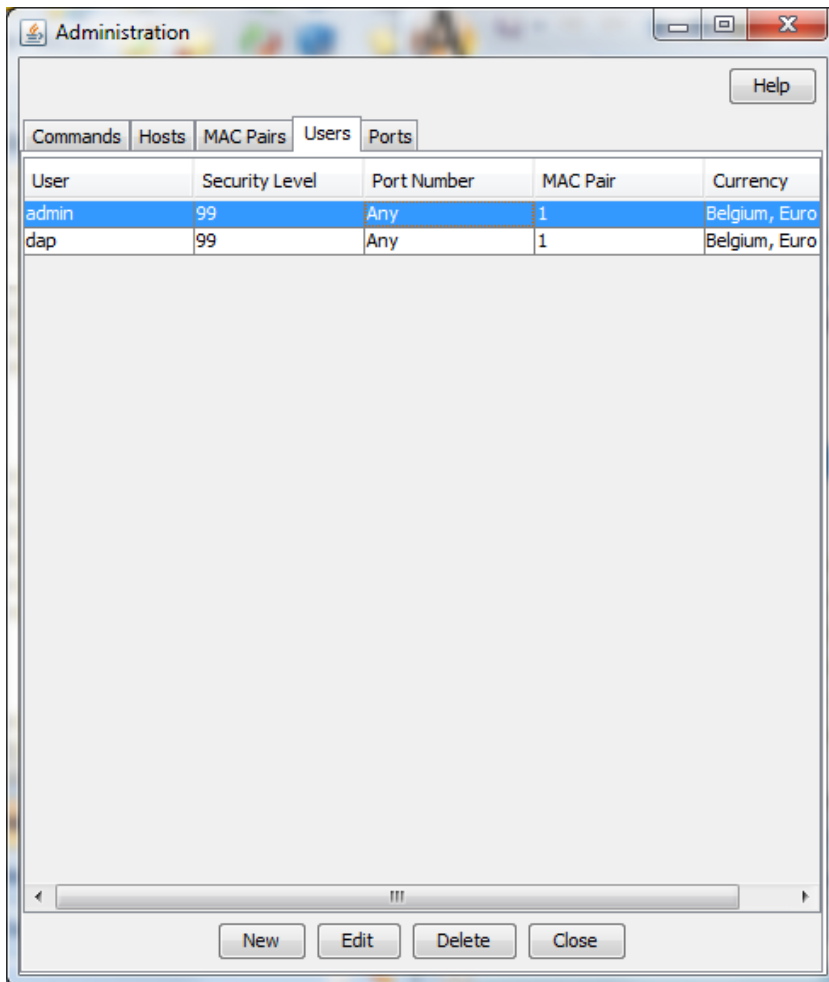 Administration
Help
Commands Hosts MAC Pairs Users Ports
User Security Level Port Number MAC Pair Currency
admin 99 Any 1 Belgium, Euro
dap 99 Any 1 Belgium, Euro
New Edit Delete Close